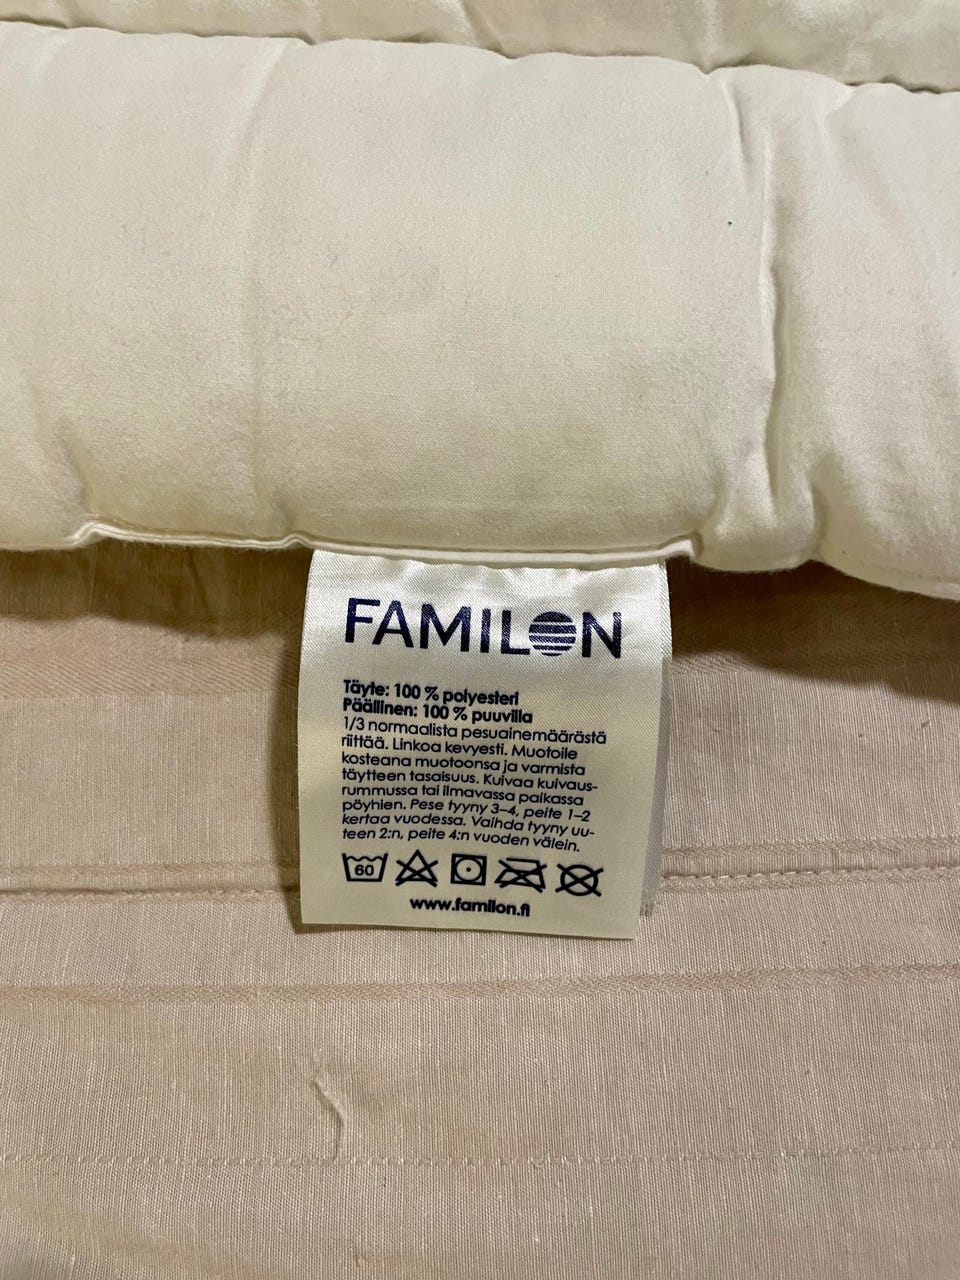 FAMILON
Täyte: 100 % polyesteri
Päällinen: 100 % puuvilla
1/3 normaalista pesuainemäärästä
riittää. Linkoa kevyesti. Muotoile
kosteana muotoonsa ja varmista
täytteen tasaisuus. Kuivaa kuivaus-
rummussa tai ilmavassa paikassa
pöyhien. Pese tyyny 3–4, peite 1–2
kertaa vuodessa. Vaihda tyyny uu-
teen 2:n, peite 4:n vuoden välein.
60
www.familon.fi